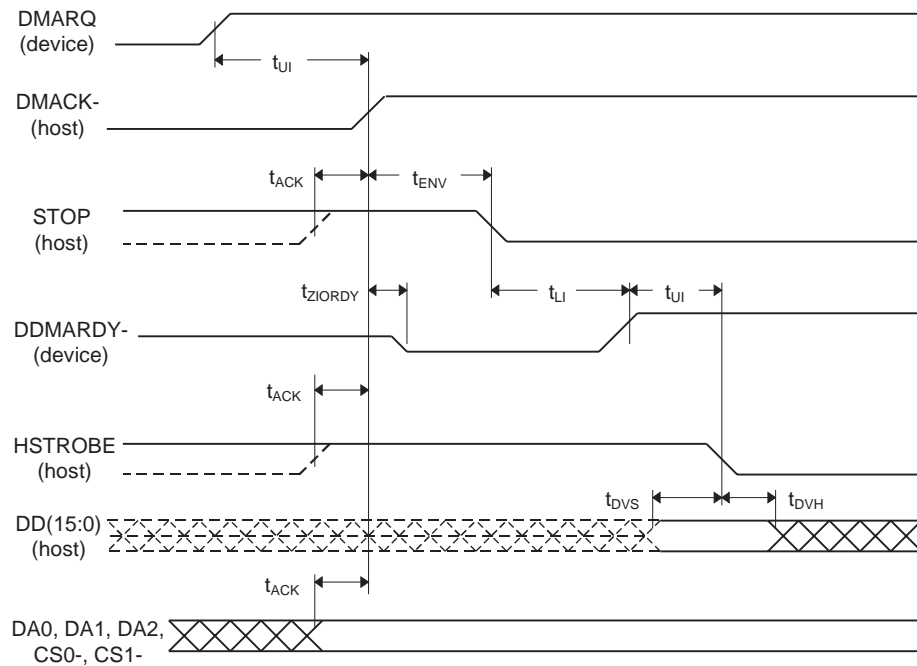 DMARQ
(device)
tUI
DMACK-
(host)
tACK
tENV
STOP
(host)
tZIORDY
tLI
tUI
DDMARDY-
(device)
tACK
HSTROBE
(host)
tDVS
tDVH
DD(15:0)
(host)
tACK
DA0, DA1, DA2,
CS0-, CS1-